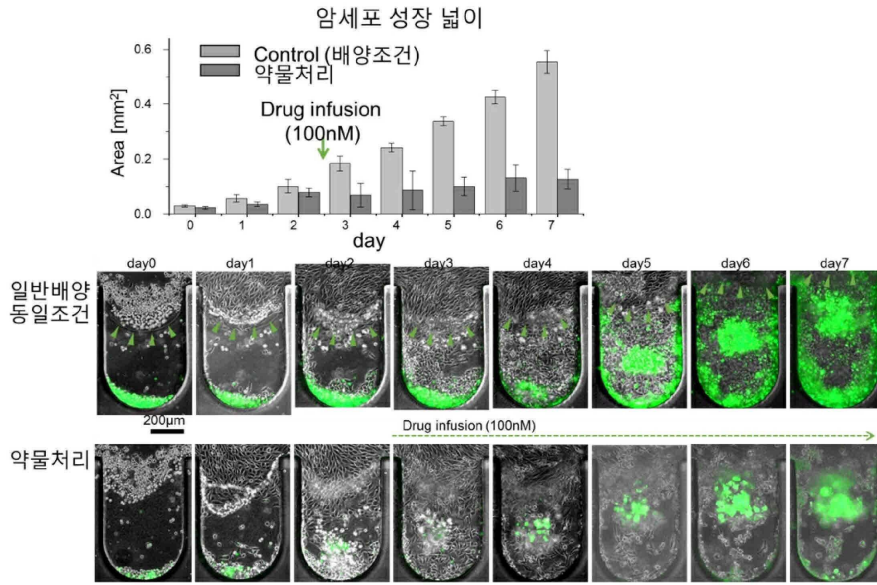 암세포 성장 넓이
Control (배양조건)
약물처리
Drug infusion
(100nM)
Area [mm²]
0.6
0.4
0.2
0.0
0 1 2 3 4 5 6 7
day
day0 day1 day2 day3 day4 day5 day6 day7
일반배양
동일조건
200μm
Drug infusion (100nM)
약물처리